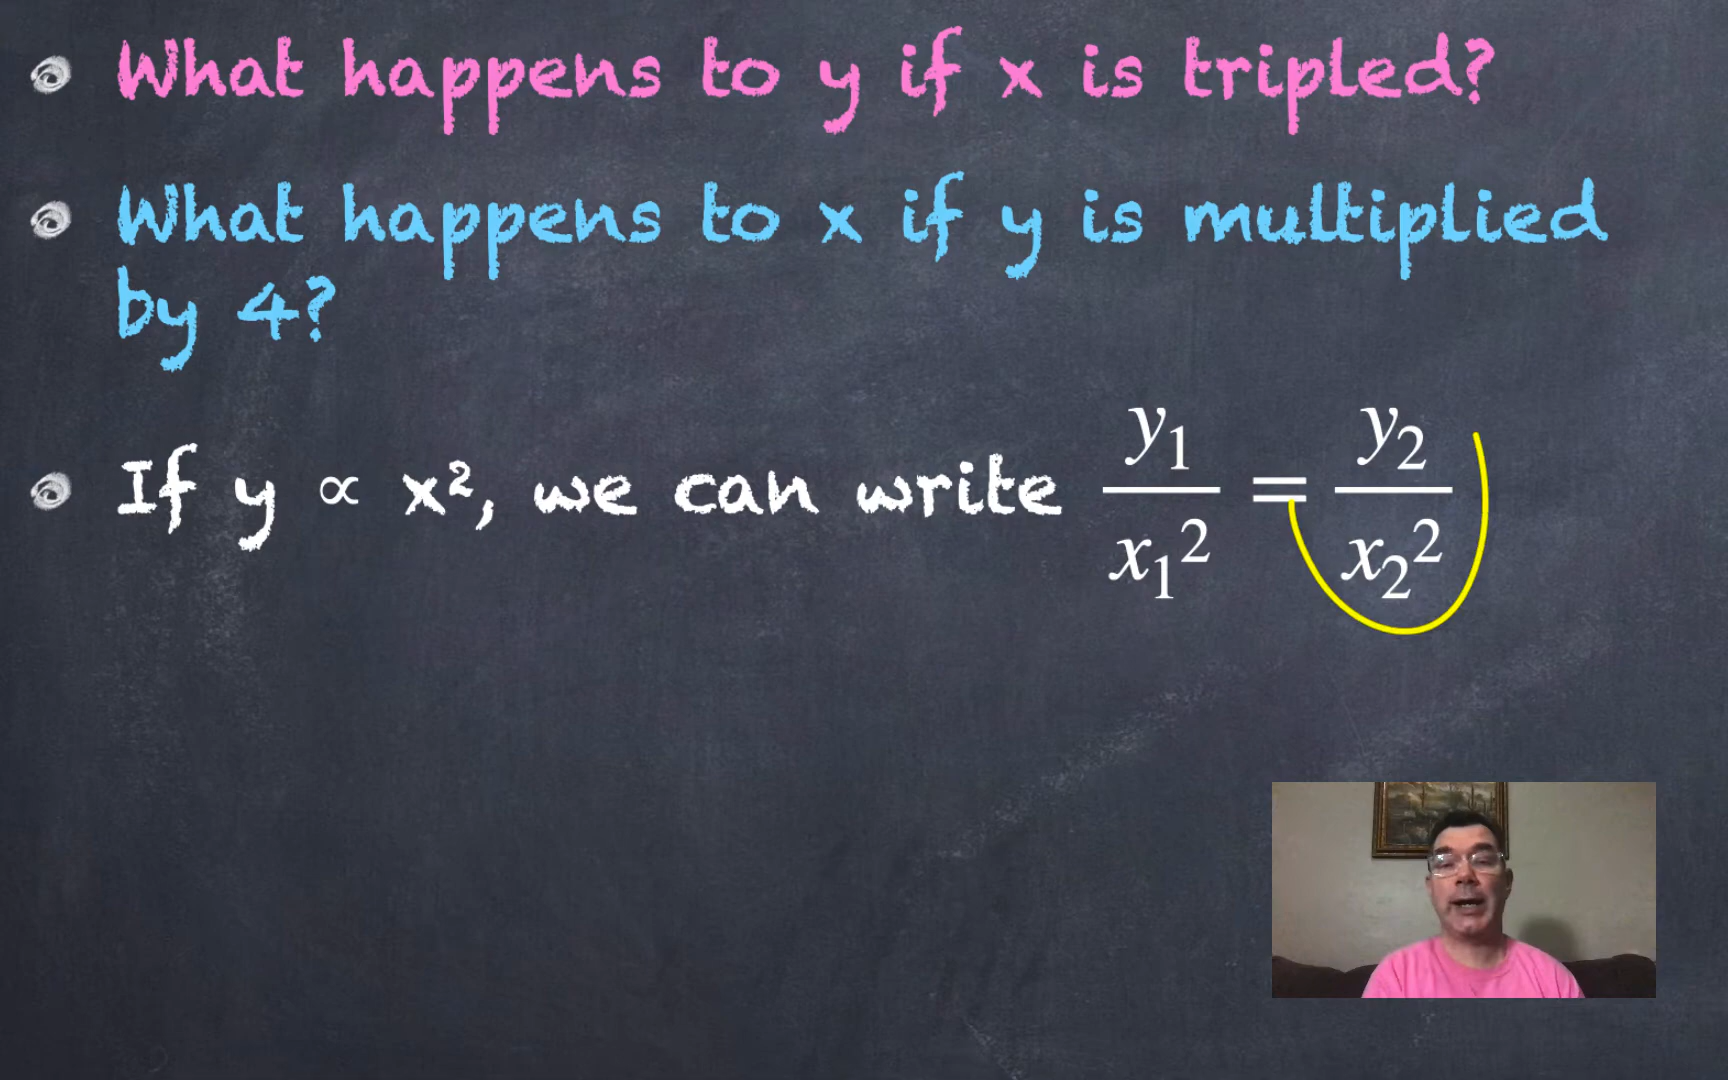 What happens to y if x is tripled?
What happens to x if y is multiplied
by 4?
If y ∝ x², we can write y₁/x₁² = y₂/x₂²